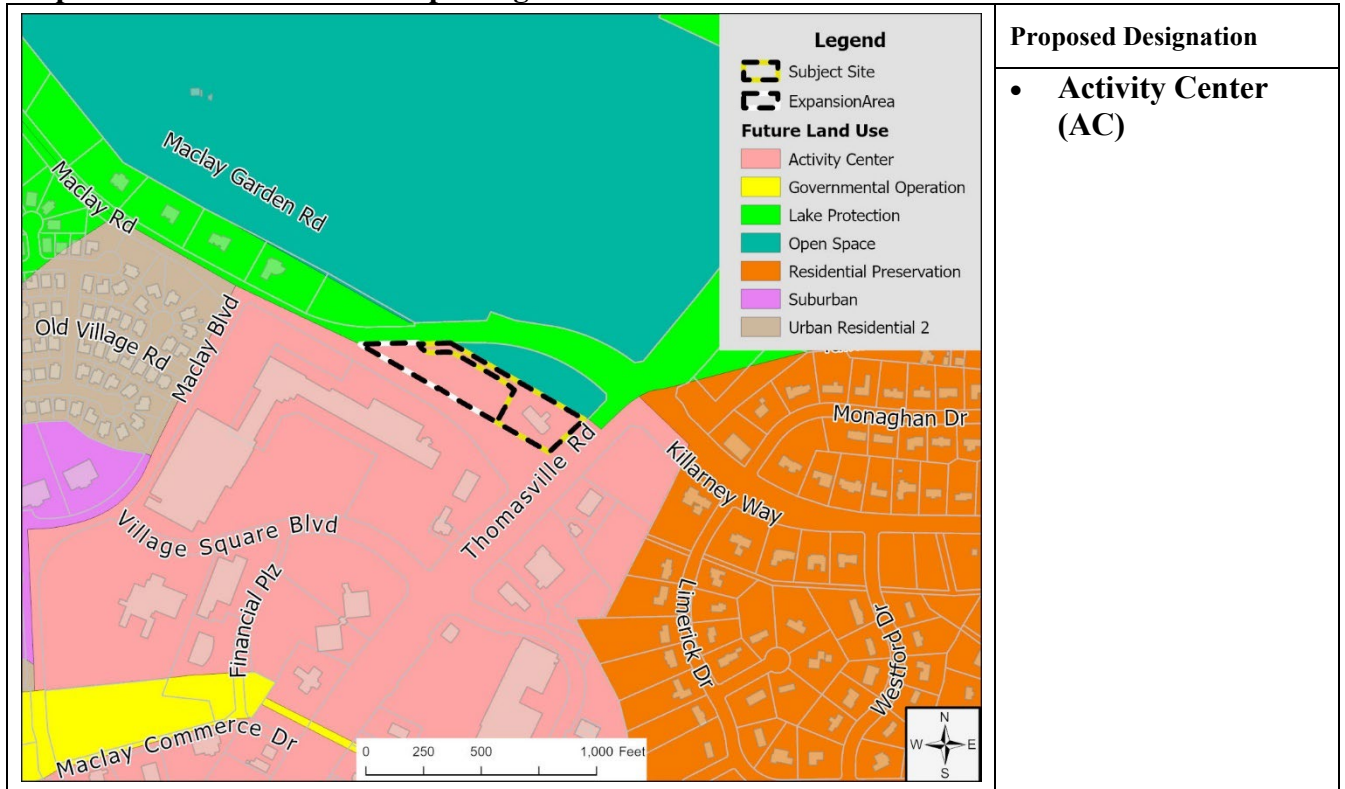 Proposed Designation
• Activity Center
(AC)
Legend
Subject Site
ExpansionArea
Future Land Use
Activity Center
Governmental Operation
Lake Protection
Open Space
Residential Preservation
Suburban
Urban Residential 2
Maclay Garden Rd
Maclay Rd
Maclay Blvd
Old Village Rd
Monaghan Dr
Killarney Way
Thomasville Rd
Village Square Blvd
Limerick Dr
Westford Dr
Financial Plz
Maclay Commerce Dr
0 250 500 1,000 Feet
N
W E
S